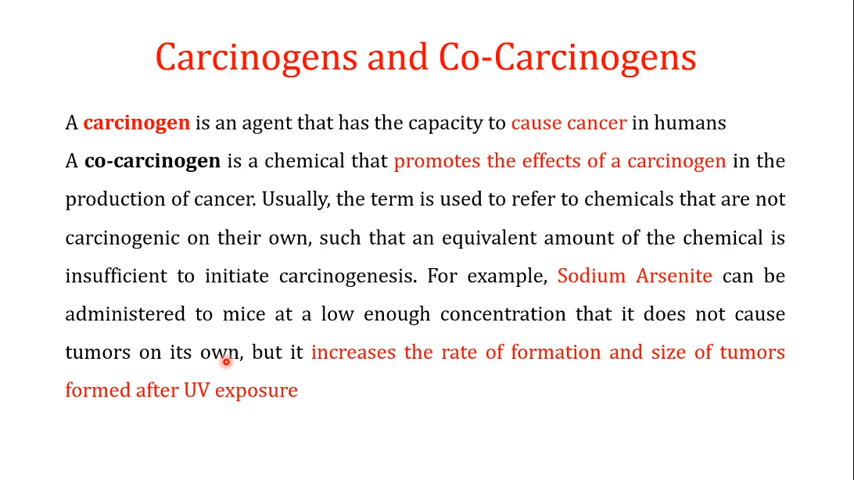 Carcinogens and Co-Carcinogens
A carcinogen is an agent that has the capacity to cause cancer in humans
A co-carcinogen is a chemical that promotes the effects of a carcinogen in the
production of cancer. Usually, the term is used to refer to chemicals that are not
carcinogenic on their own, such that an equivalent amount of the chemical is
insufficient to initiate carcinogenesis. For example, Sodium Arsenite can be
administered to mice at a low enough concentration that it does not cause
tumors on its own, but it increases the rate of formation and size of tumors
formed after UV exposure